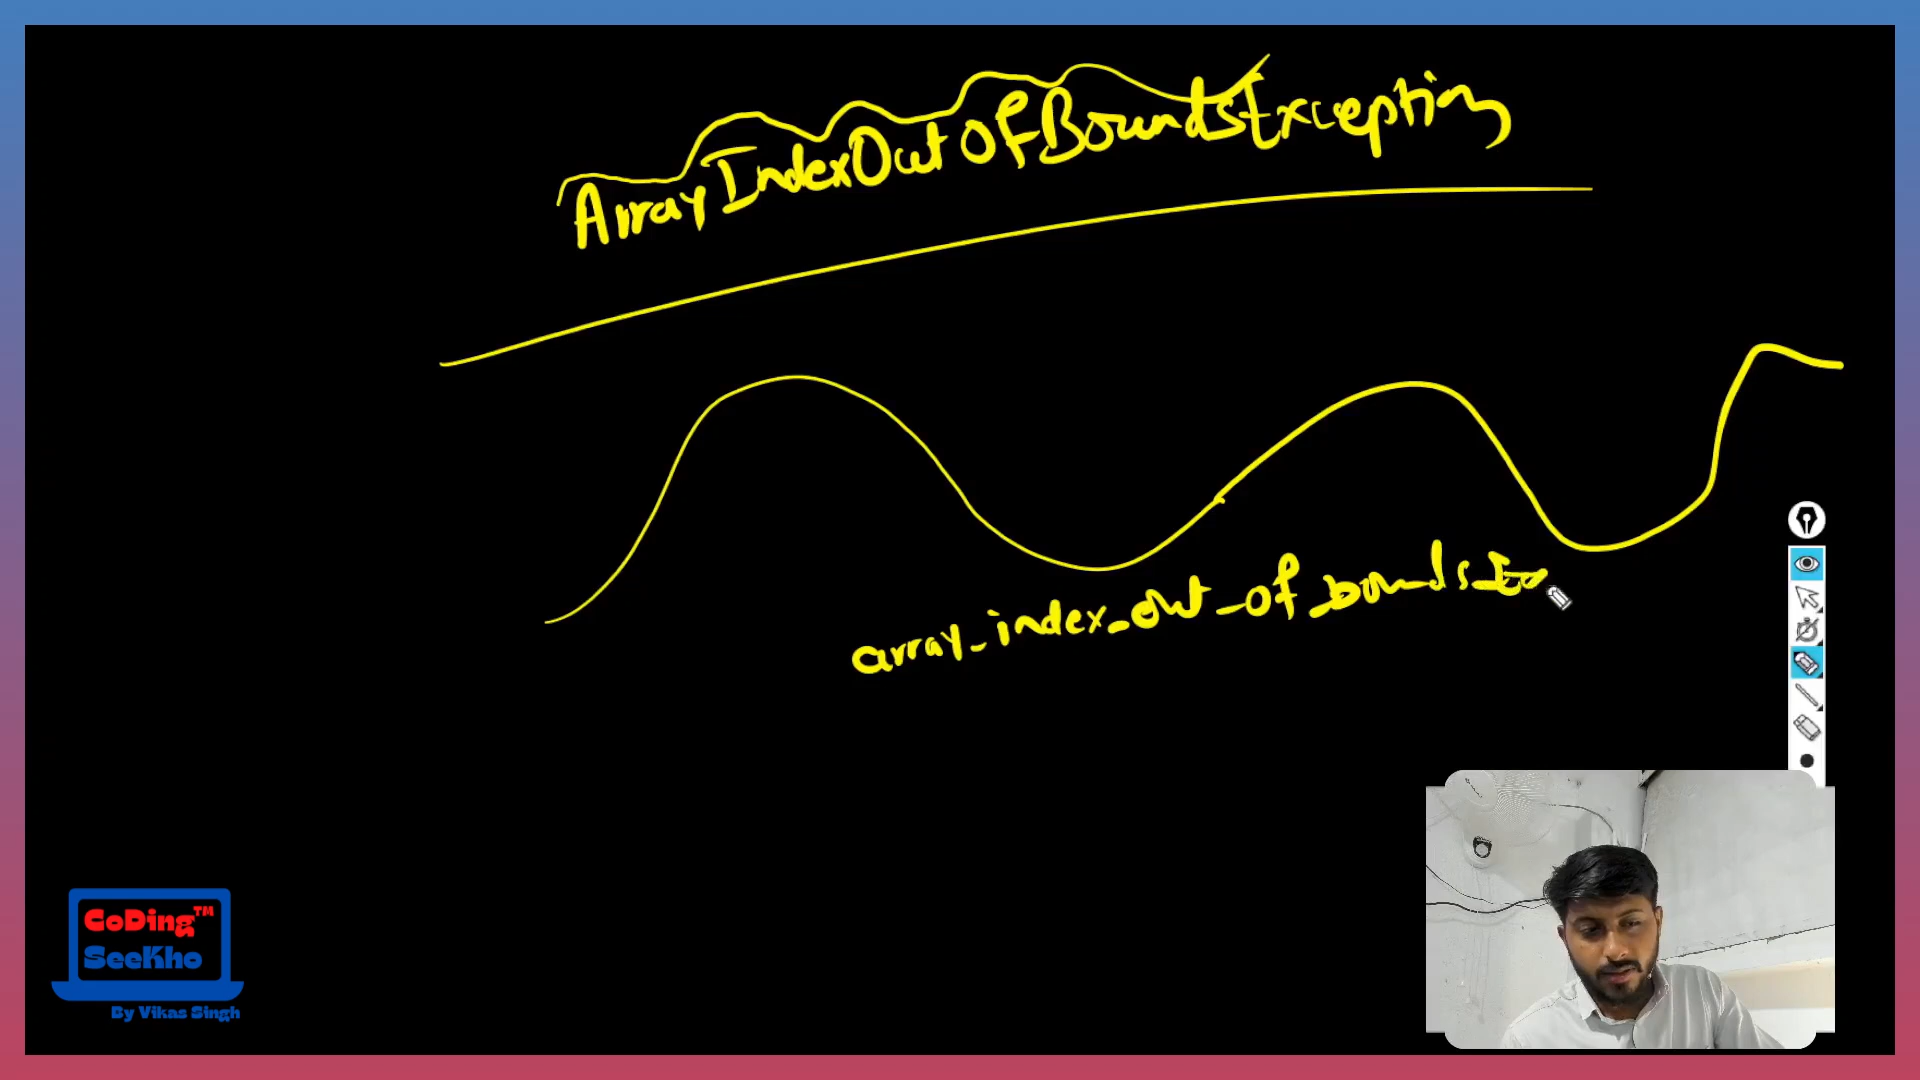 ArrayIndexOutOfBoundsException
array_index_out_of_bounds_
CoDing™
SeeKho
By Vikas Singh